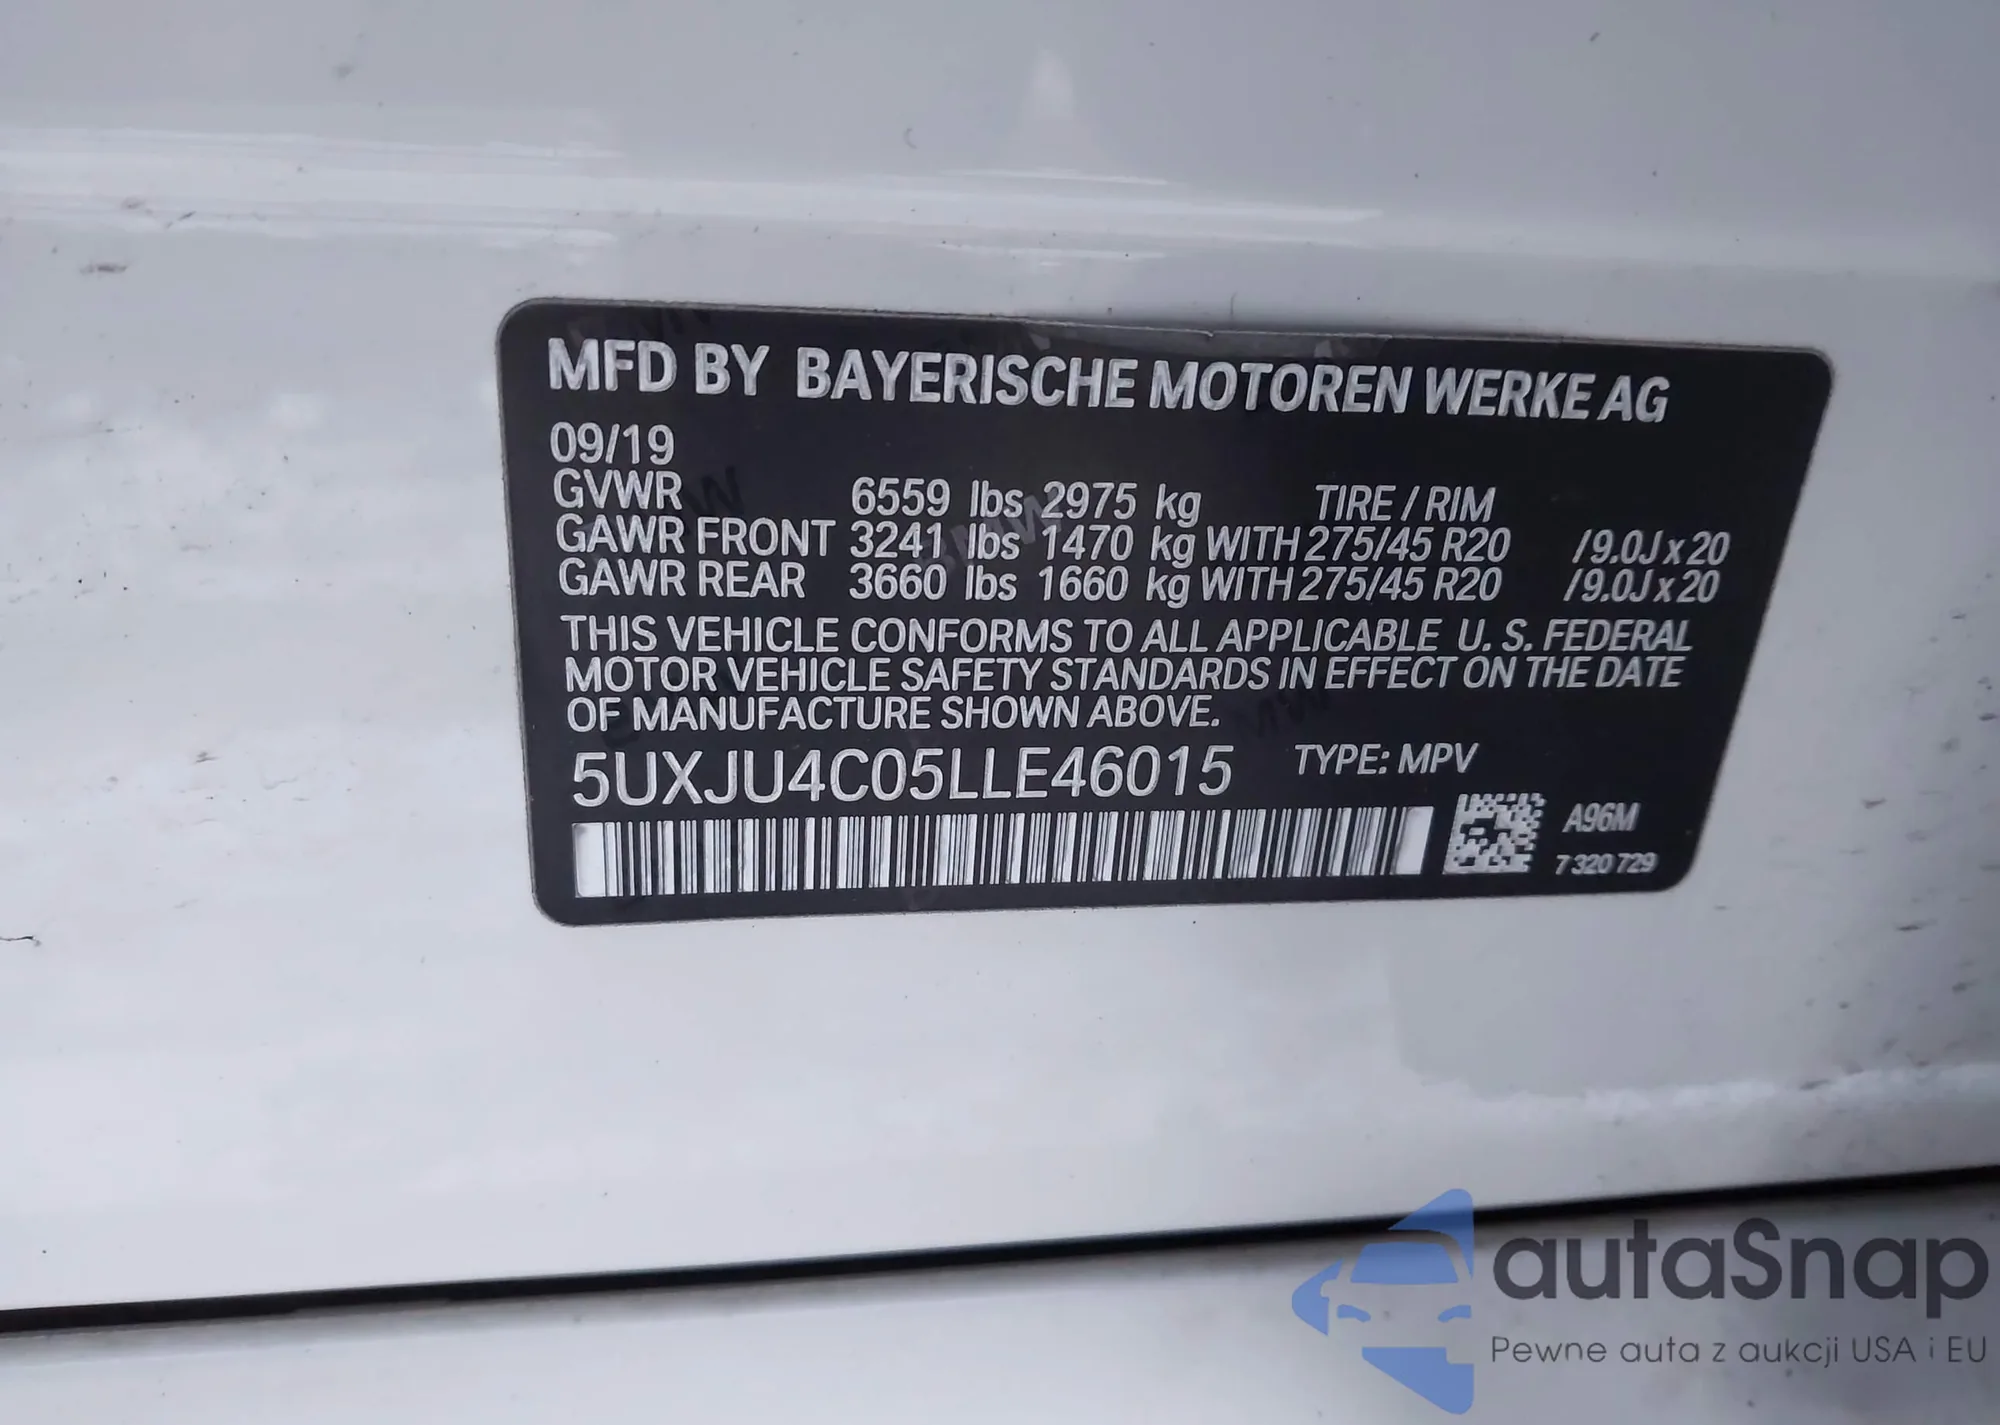 MFD BY BAYERISCHE MOTOREN WERKE AG
09/19
GVWR 6559 lbs 2975 kg TIRE / RIM
GAWR FRONT 3241 lbs 1470 kg WITH 275/45 R20 /9.0J x 20
GAWR REAR 3660 lbs 1660 kg WITH 275/45 R20 /9.0J x 20
THIS VEHICLE CONFORMS TO ALL APPLICABLE U. S. FEDERAL
MOTOR VEHICLE SAFETY STANDARDS IN EFFECT ON THE DATE
OF MANUFACTURE SHOWN ABOVE.
5UXJU4C05LLE46015 TYPE: MPV
A96M
7 320 729
autaSnap
Pewne auta z aukcji USA i EU